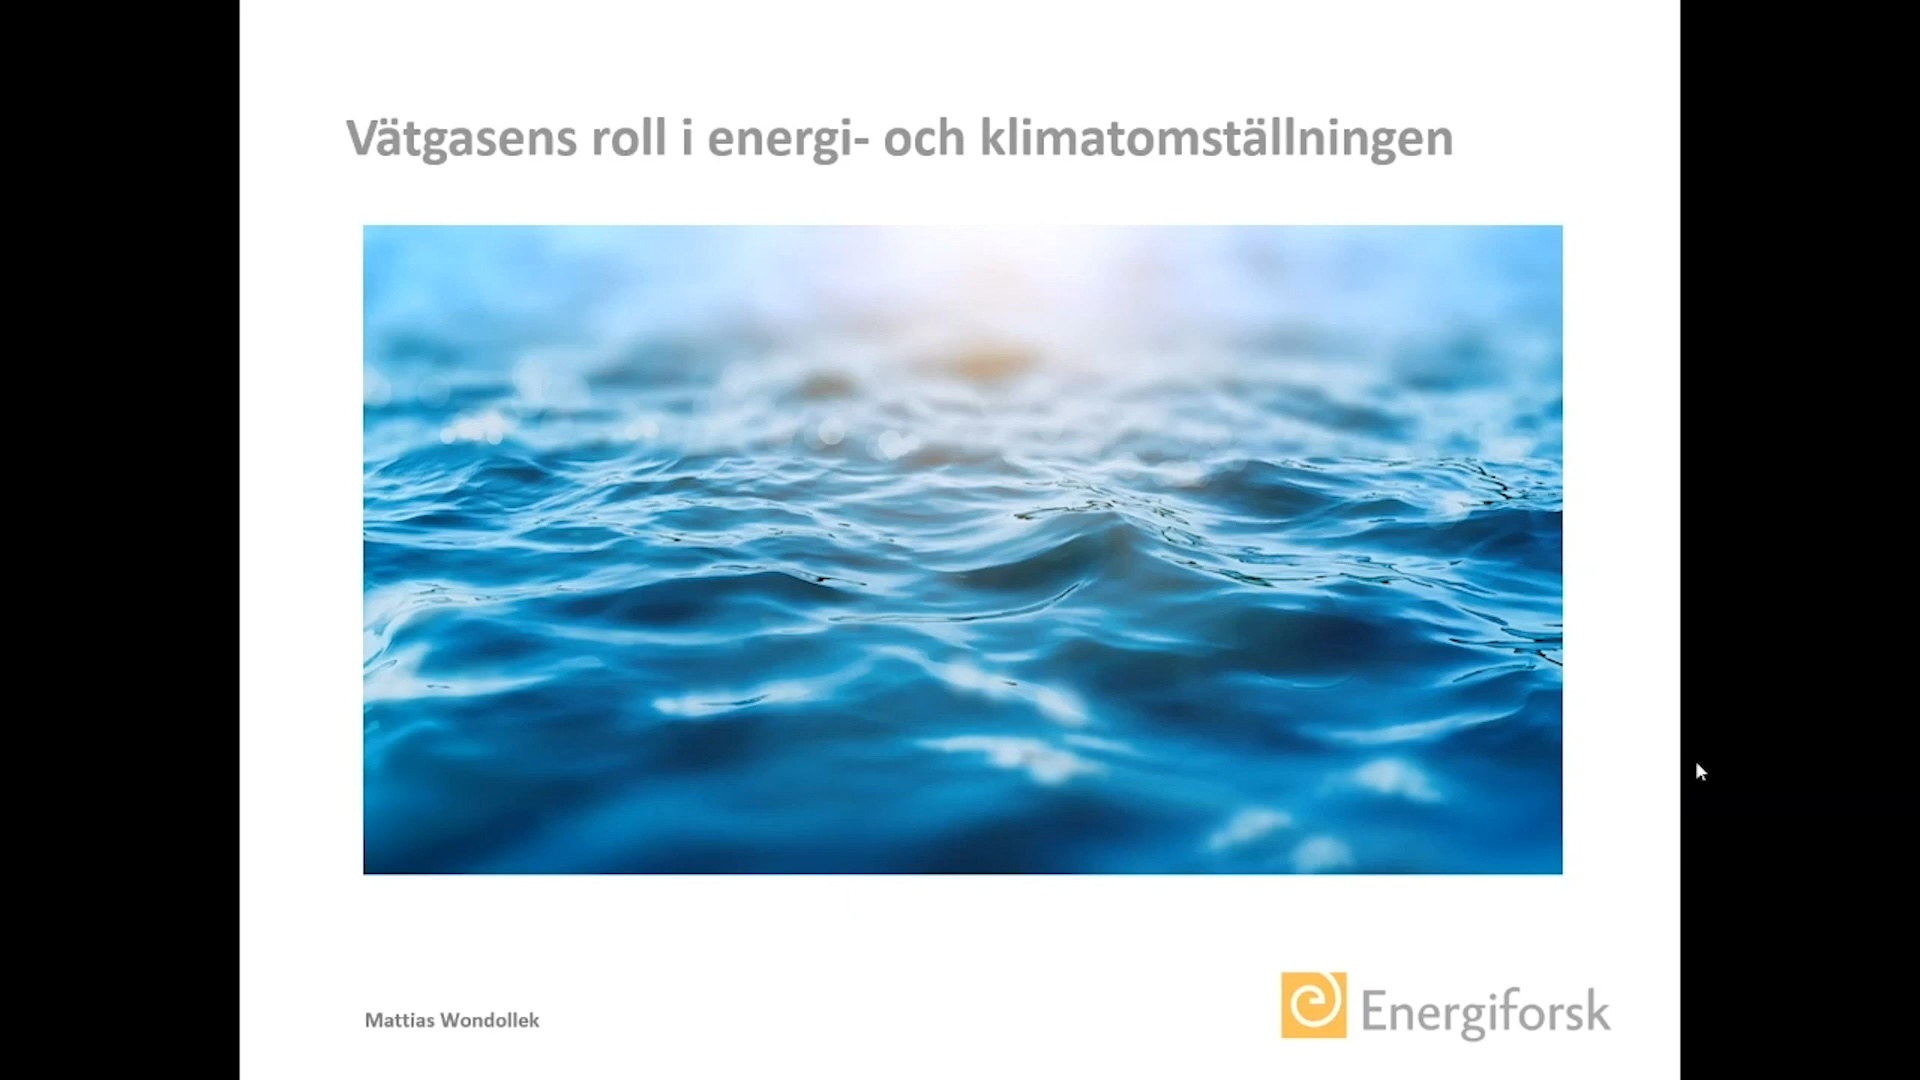 Vätgasens roll i energi- och klimatomställningen
Mattias Wondollek
Energiforsk